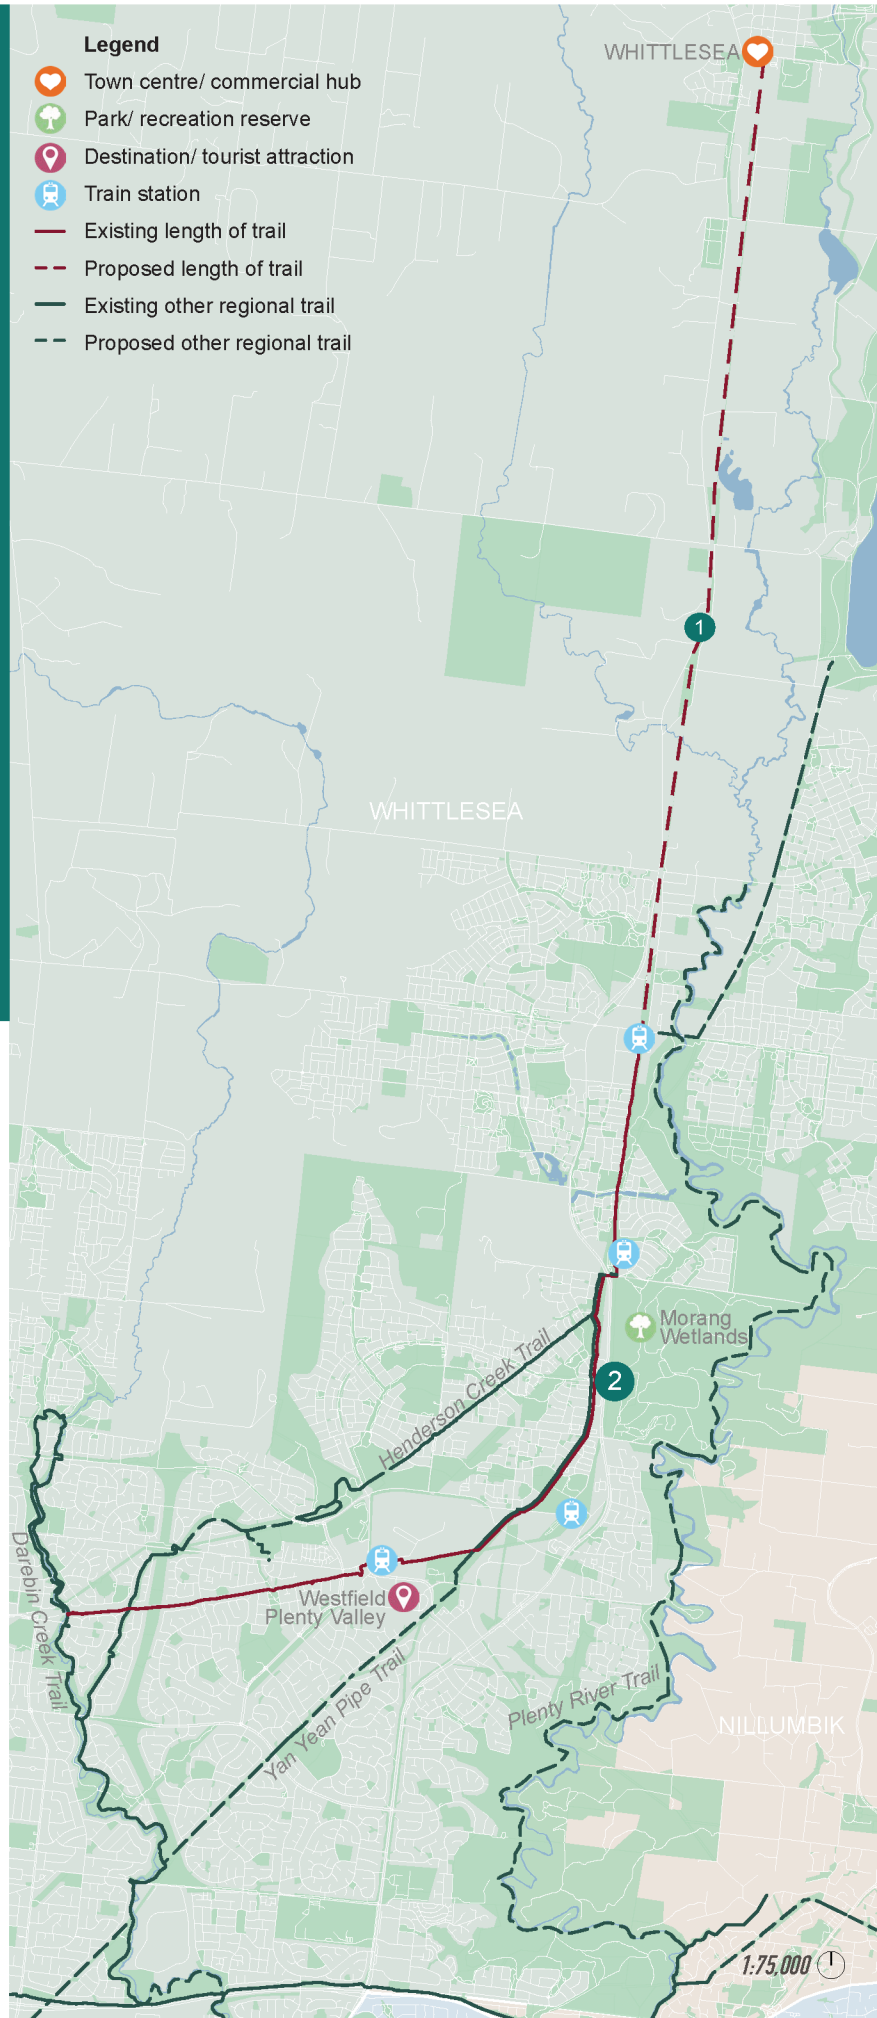 Legend
Town centre/ commercial hub
Park/ recreation reserve
Destination/ tourist attraction
Train station
Existing length of trail
Proposed length of trail
Existing other regional trail
Proposed other regional trail
WHITTLESEA
1
WHITTLESEA
Morang
Wetlands
2
Henderson Creek Trail
Darebin Creek Trail
Westfield
Plenty Valley
Yan Yean Pipe Trail
Plenty River Trail
NILLUMBIK
1:75,000